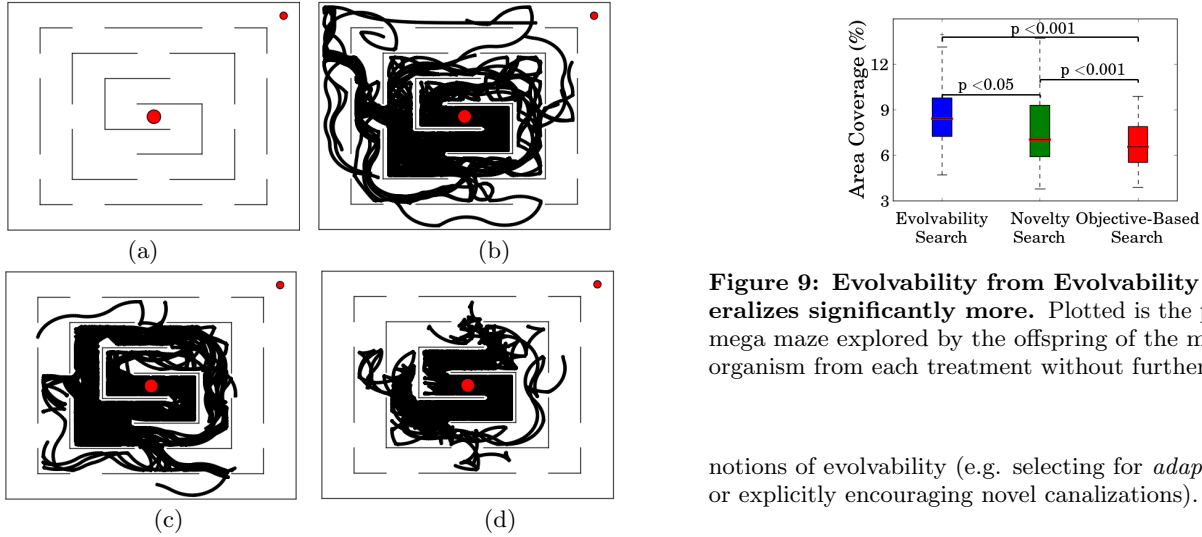 (a)
(b)
(c)
(d)
Area Coverage (%)
12
9
6
3
p <0.001
p <0.001
p <0.05
Evolvability Search
Novelty Search
Objective-Based Search
Figure 9: Evolvability from Evolvability
eralizes significantly more. Plotted is the
mega maze explored by the offspring of the
organism from each treatment without further
notions of evolvability (e.g. selecting for adap
or explicitly encouraging novel canalizations).